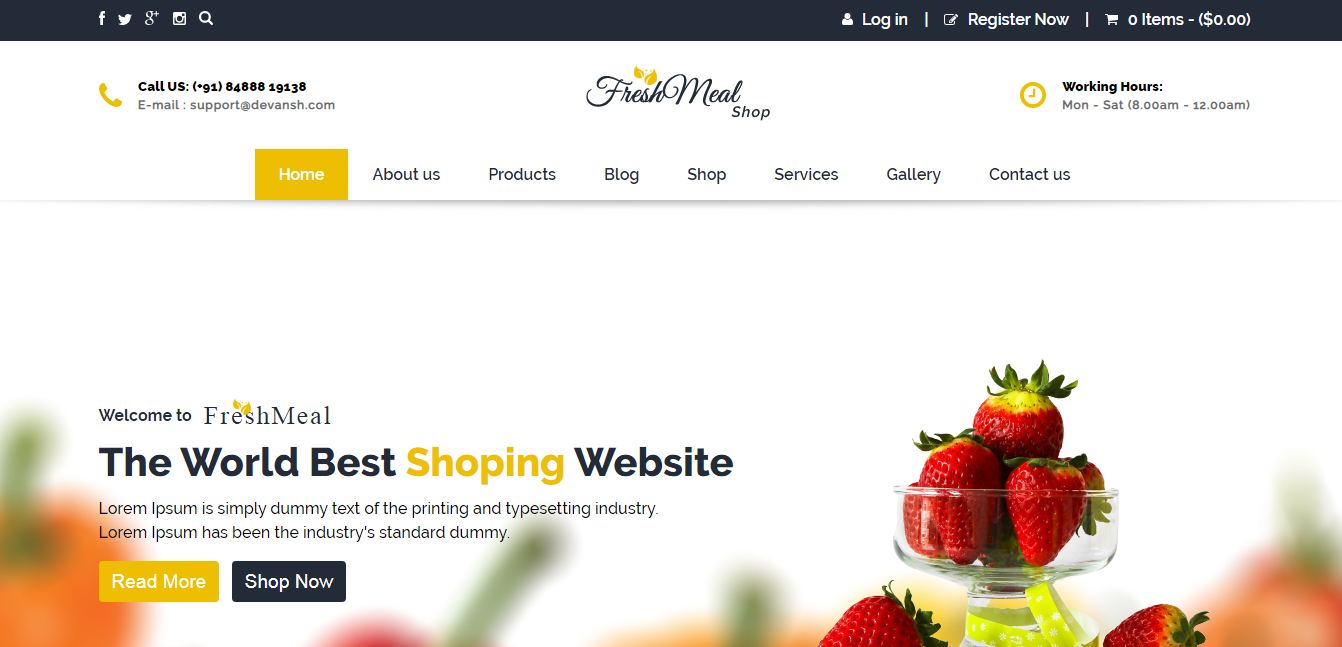 Log in | Register Now | 0 Items - ($0.00)
Call US: (+91) 84888 19138
E-mail : support@devansh.com
FreshMeal
Shop
Working Hours:
Mon - Sat (8.00am - 12.00am)
Home About us Products Blog Shop Services Gallery Contact us
Welcome to FreshMeal
The World Best Shoping Website
Lorem Ipsum is simply dummy text of the printing and typesetting industry.
Lorem Ipsum has been the industry's standard dummy.
Read More Shop Now